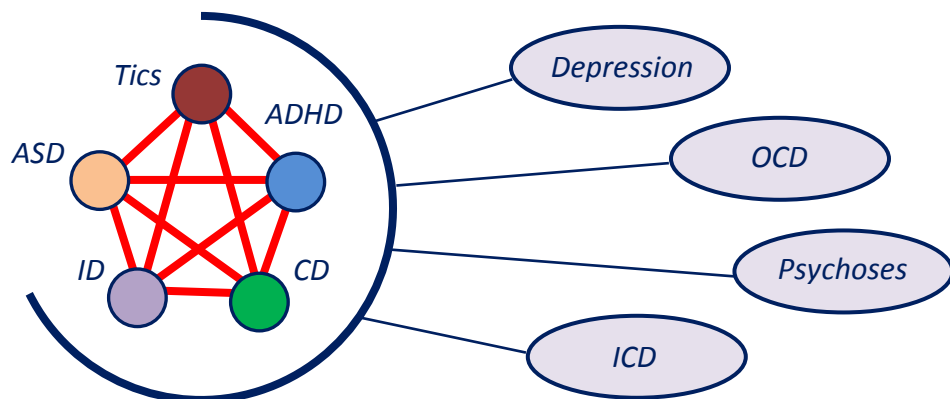 Tics
ADHD
ASD
ID
CD
Depression
OCD
Psychoses
ICD